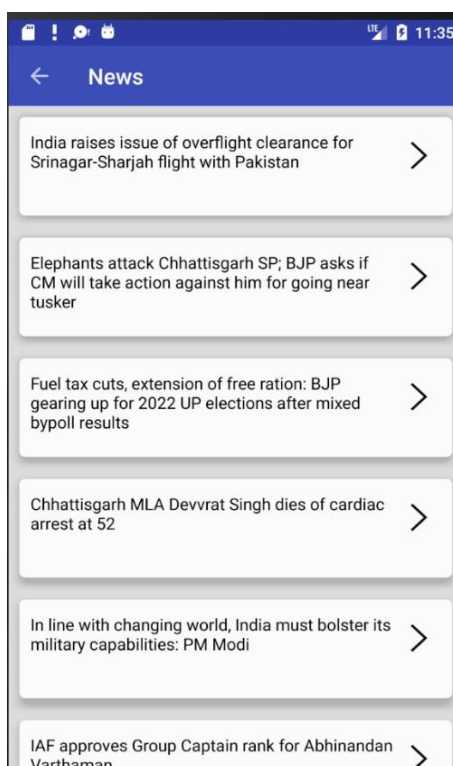 LTE 11:35
News
India raises issue of overflight clearance for
Srinagar-Sharjah flight with Pakistan
Elephants attack Chhattisgarh SP; BJP asks if
CM will take action against him for going near
tusker
Fuel tax cuts, extension of free ration: BJP
gearing up for 2022 UP elections after mixed
bypoll results
Chhattisgarh MLA Devvrat Singh dies of cardiac
arrest at 52
In line with changing world, India must bolster its
military capabilities: PM Modi
IAF approves Group Captain rank for Abhinandan
Varthaman